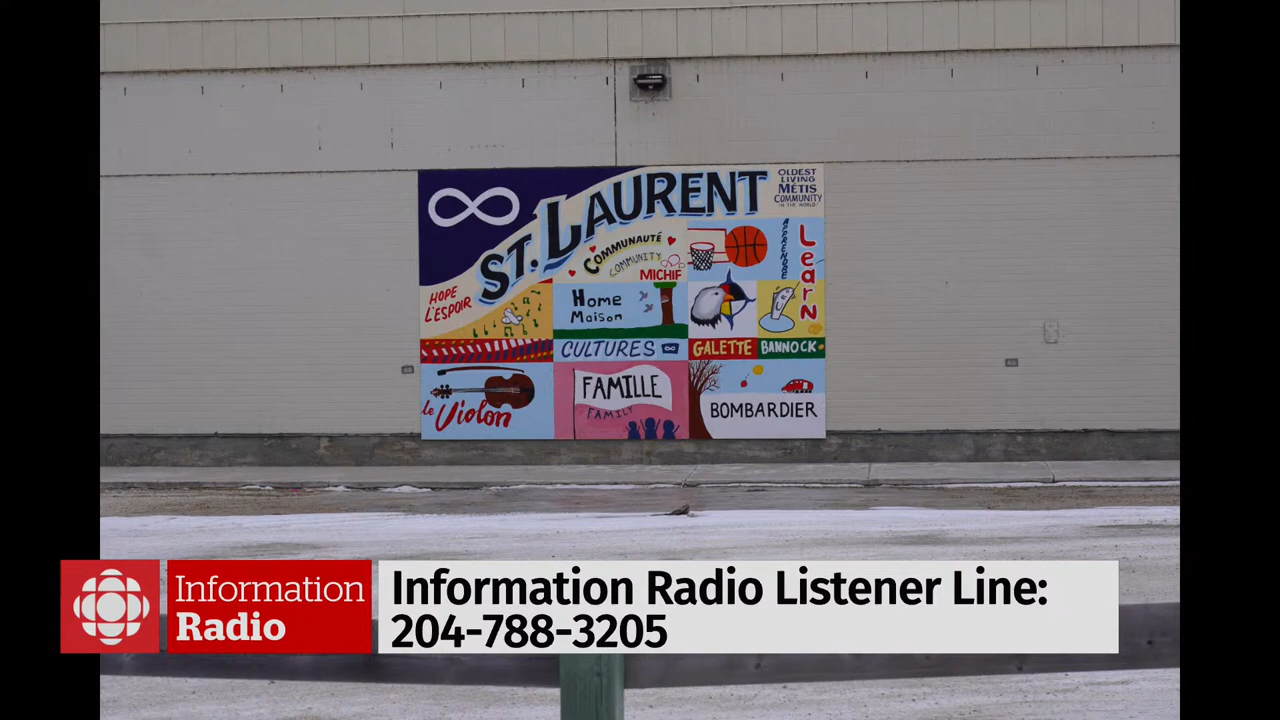 ST. LAURENT
OLDEST
LIVING
MÉTIS
COMMUNITY
IN THE WORLD!
COMMUNAUTÉ
COMMUNITY
MICHIF
APPRENDRE
LEarN
HOPE
L'ESPOIR
Home
Maison
CULTURES
GALETTE BANNOCK
le Violon
FAMILLE
FAMILY
BOMBARDIER
Information
Radio
Information Radio Listener Line:
204-788-3205